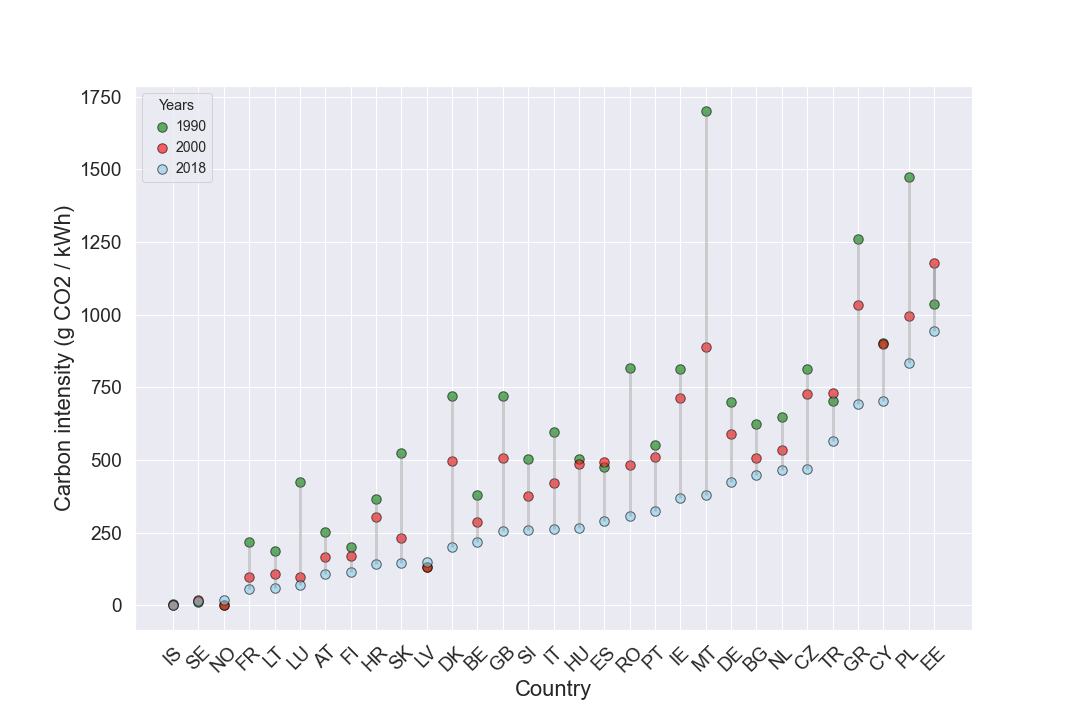 Years
1990
2000
2018
Carbon intensity (g CO2 / kWh)
1750
1500
1250
1000
750
500
250
0
IS SE NO FR LT LU AT FI HR SK LV DK BE GB SI IT HU ES RO PT IE MT DE BG NL CZ TR GR CY PL EE
Country